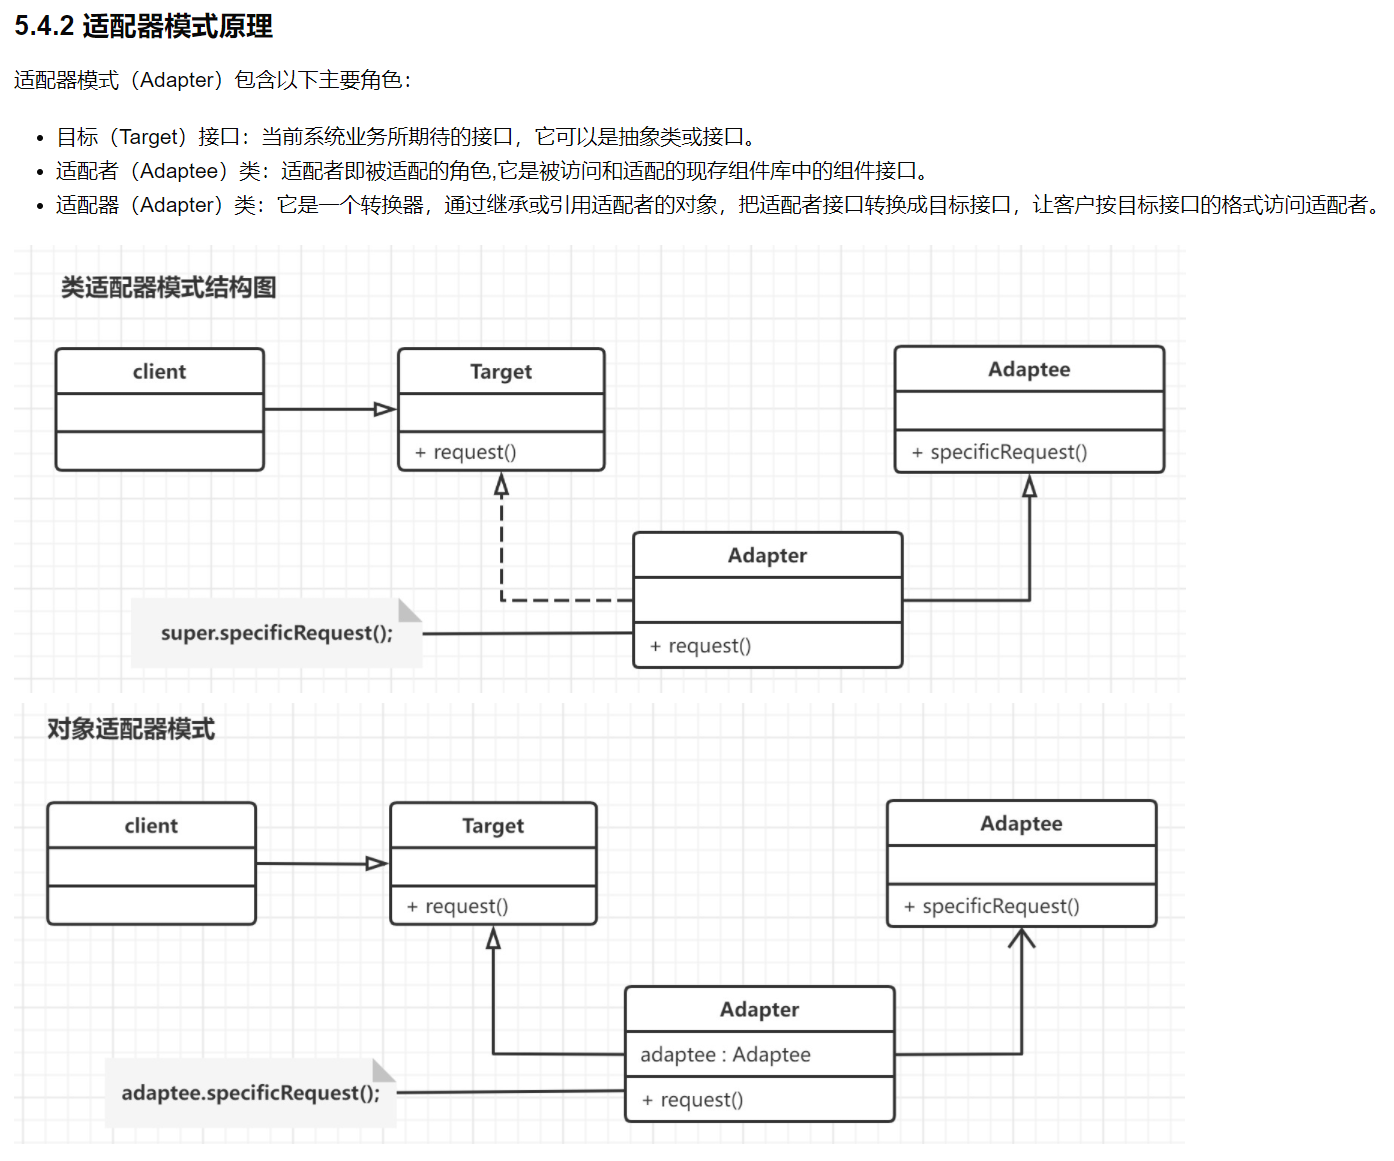 5.4.2 适配器模式原理
适配器模式（Adapter）包含以下主要角色：
目标（Target）接口：当前系统业务所期待的接口，它可以是抽象类或接口。
适配者（Adaptee）类：适配者即被适配的角色,它是被访问和适配的现存组件库中的组件接口。
适配器（Adapter）类：它是一个转换器，通过继承或引用适配者的对象，把适配者接口转换成目标接口，让客户按目标接口的格式访问适配者。
类适配器模式结构图
client
Target
+ request()
Adaptee
+ specificRequest()
Adapter
+ request()
super.specificRequest();
对象适配器模式
client
Target
+ request()
Adaptee
+ specificRequest()
Adapter
adaptee : Adaptee
+ request()
adaptee.specificRequest();